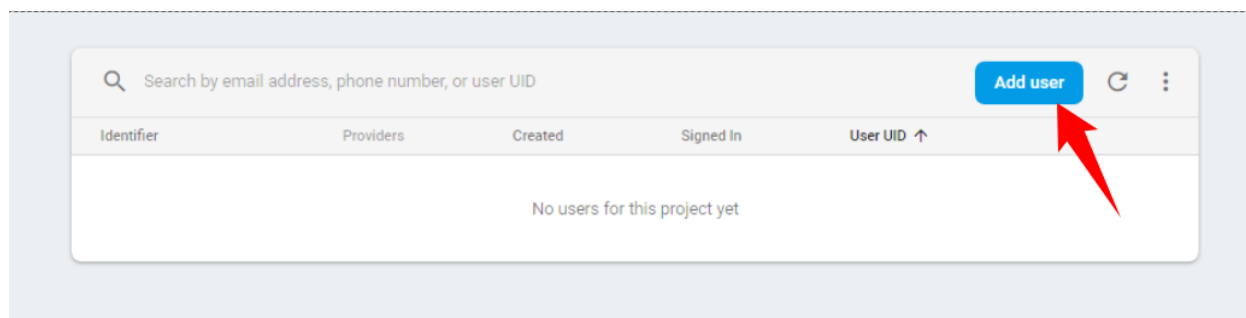 Search by email address, phone number, or user UID
Add user
Identifier Providers Created Signed In User UID
No users for this project yet